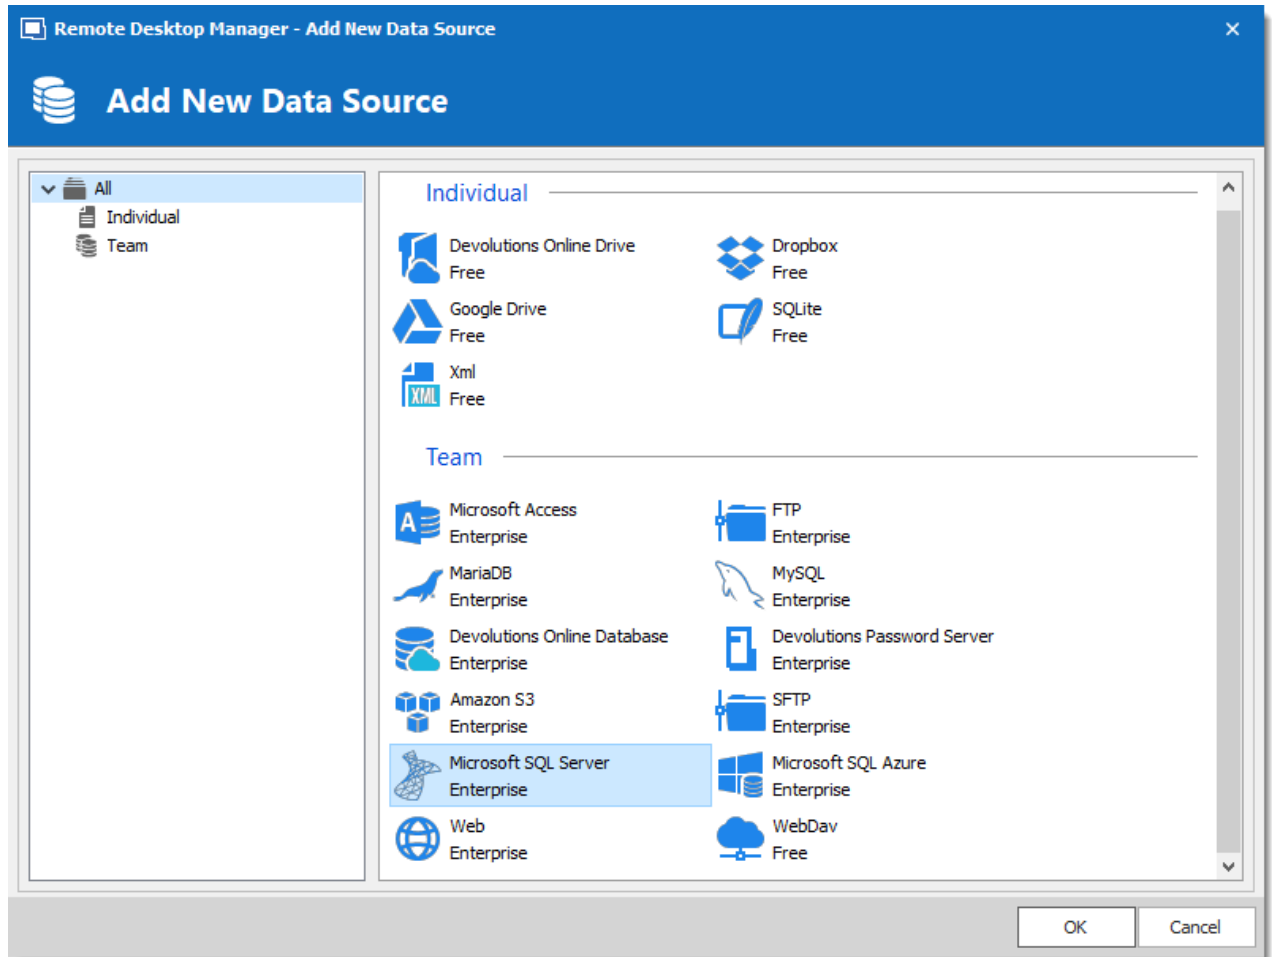 Remote Desktop Manager - Add New Data Source
Add New Data Source
All
Individual
Team
Individual
Devolutions Online Drive
Free
Dropbox
Free
Google Drive
Free
SQLite
Free
XML
Xml
Free
Team
A
Microsoft Access
Enterprise
FTP
Enterprise
MariaDB
Enterprise
MySQL
Enterprise
Devolutions Online Database
Enterprise
Devolutions Password Server
Enterprise
Amazon S3
Enterprise
SFTP
Enterprise
Microsoft SQL Server
Enterprise
Microsoft SQL Azure
Enterprise
Web
Enterprise
WebDav
Free
OK
Cancel